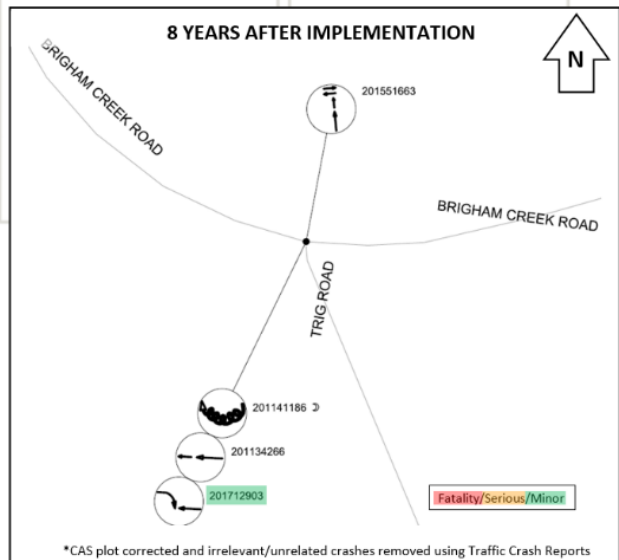 8 YEARS AFTER IMPLEMENTATION
N
BRIGHAM CREEK ROAD
201551663
BRIGHAM CREEK ROAD
TRIG ROAD
201141186
201134266
201712903
Fatality/Serious/Minor
*CAS plot corrected and irrelevant/unrelated crashes removed using Traffic Crash Reports